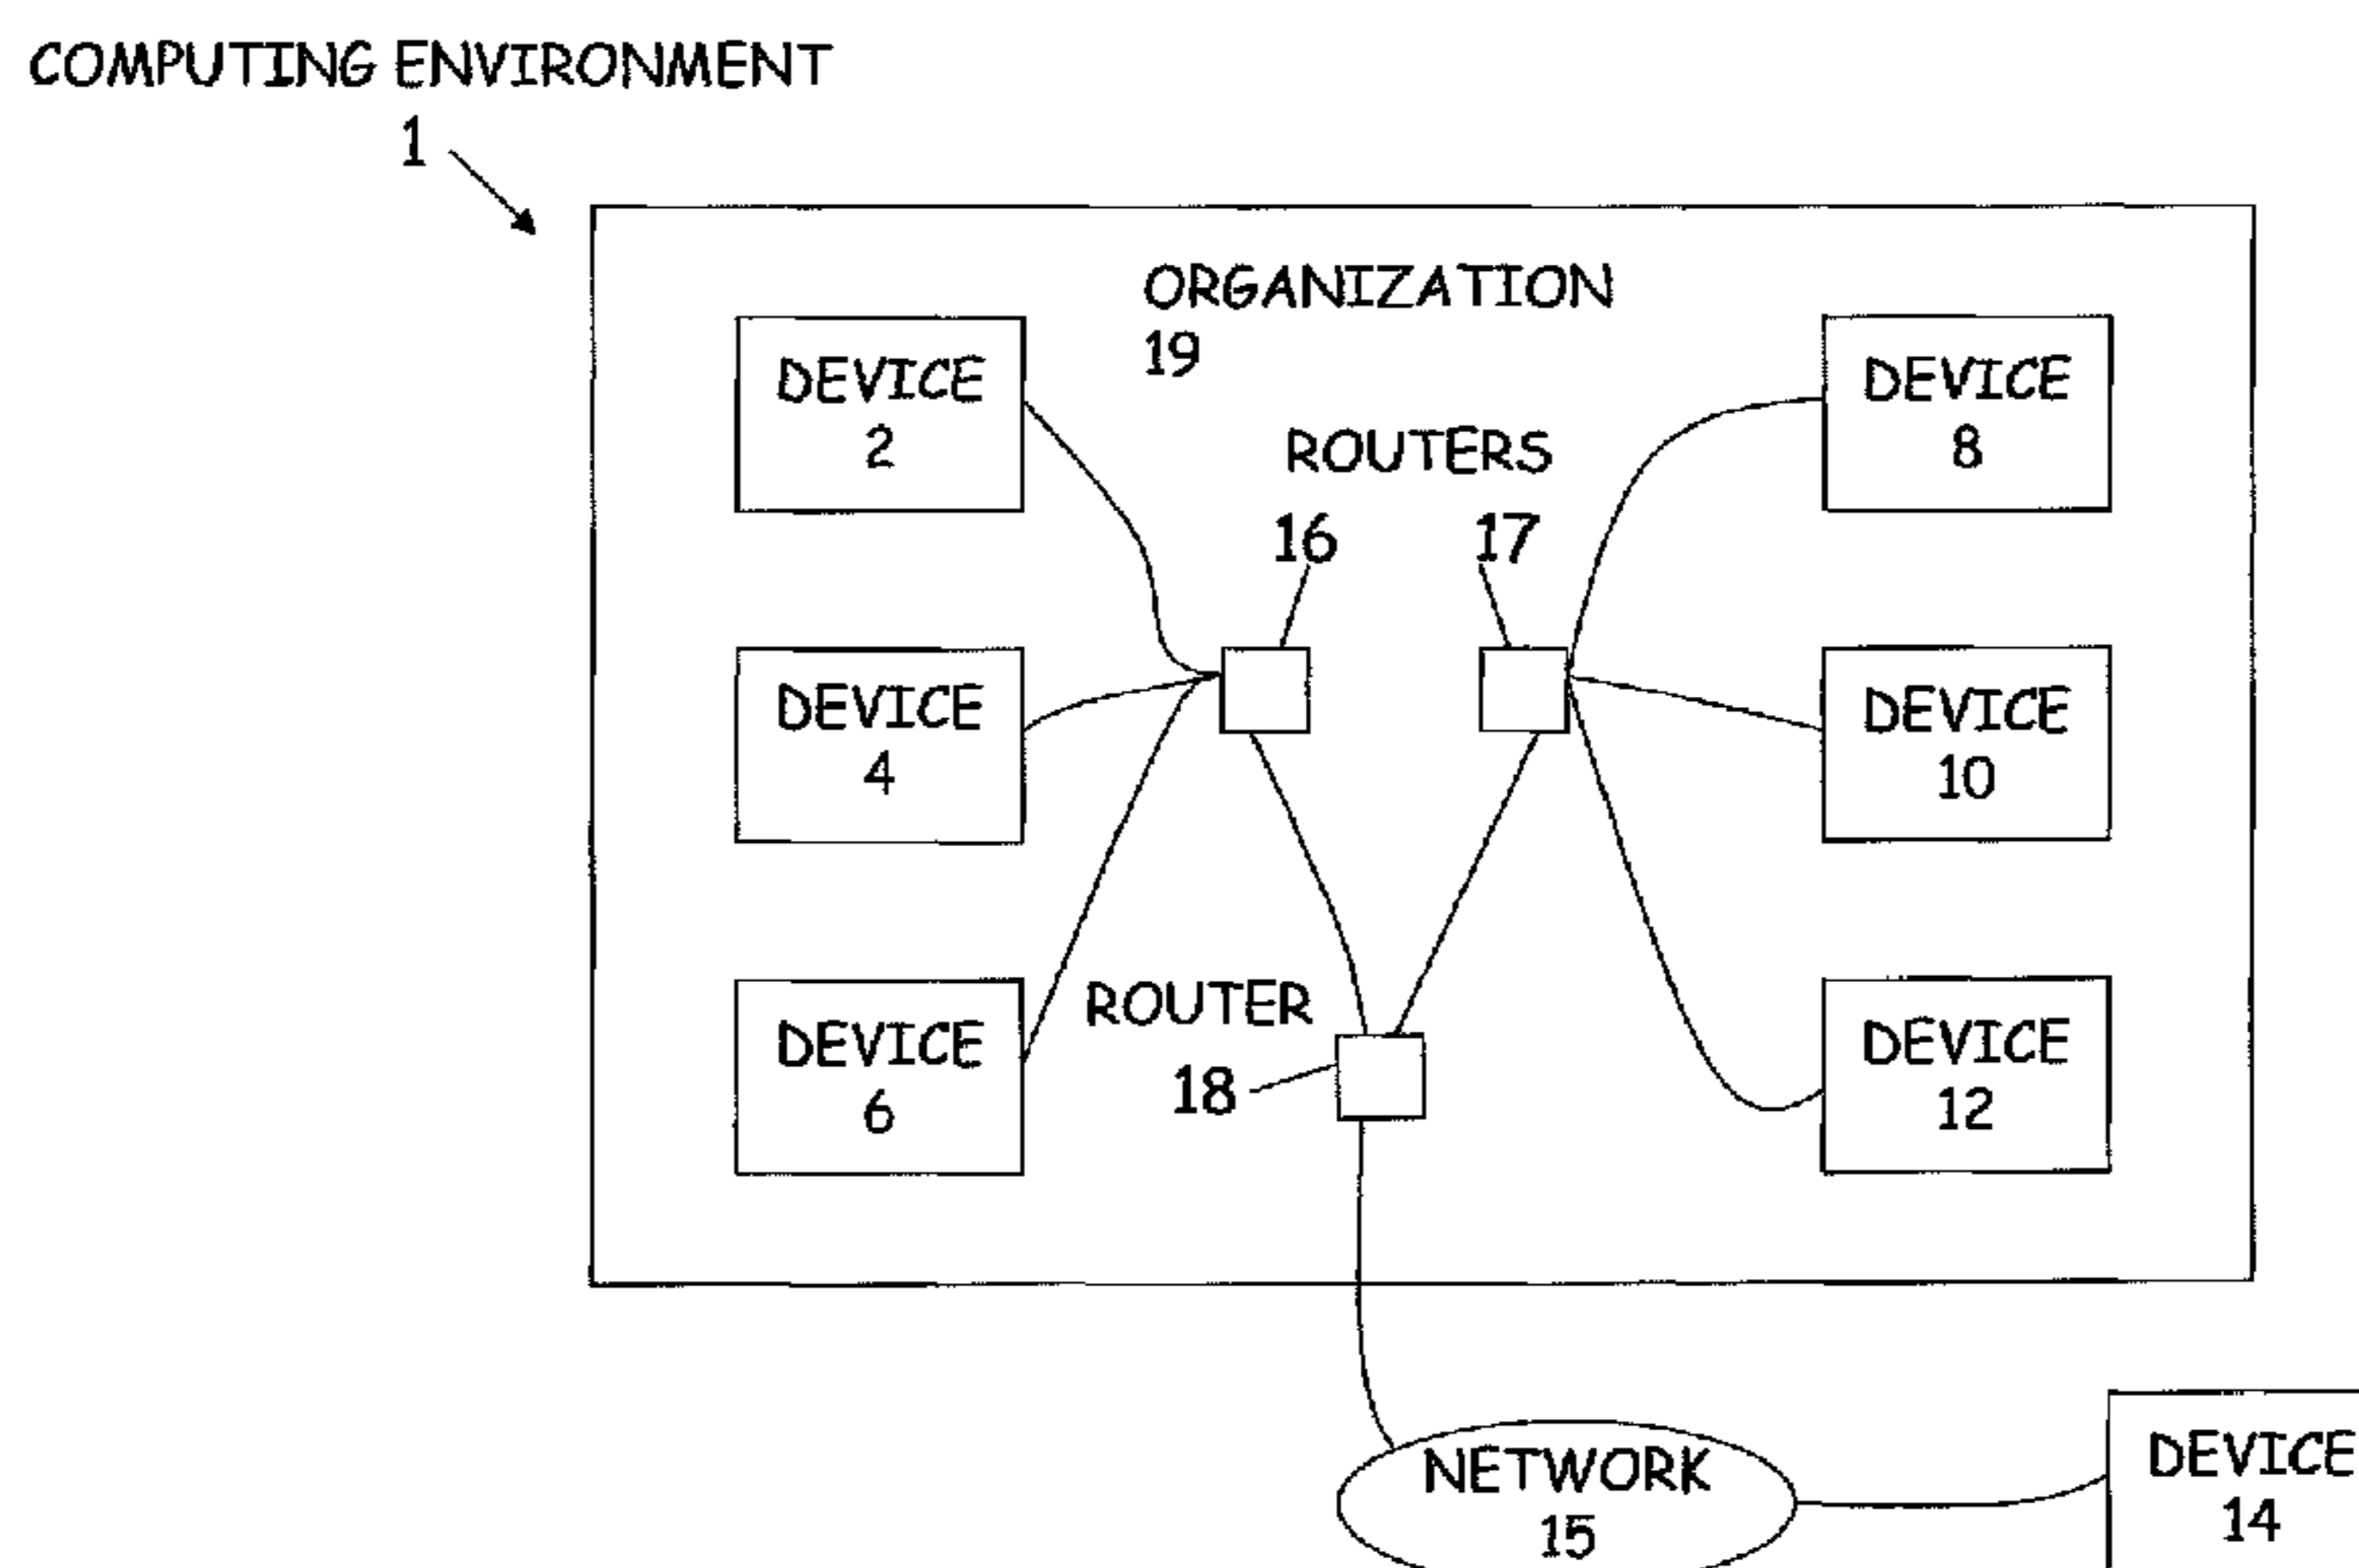 COMPUTING ENVIRONMENT
1
ORGANIZATION
19
DEVICE
2
DEVICE
8
ROUTERS
16
17
DEVICE
4
DEVICE
10
DEVICE
6
ROUTER
18
DEVICE
12
NETWORK
15
DEVICE
14